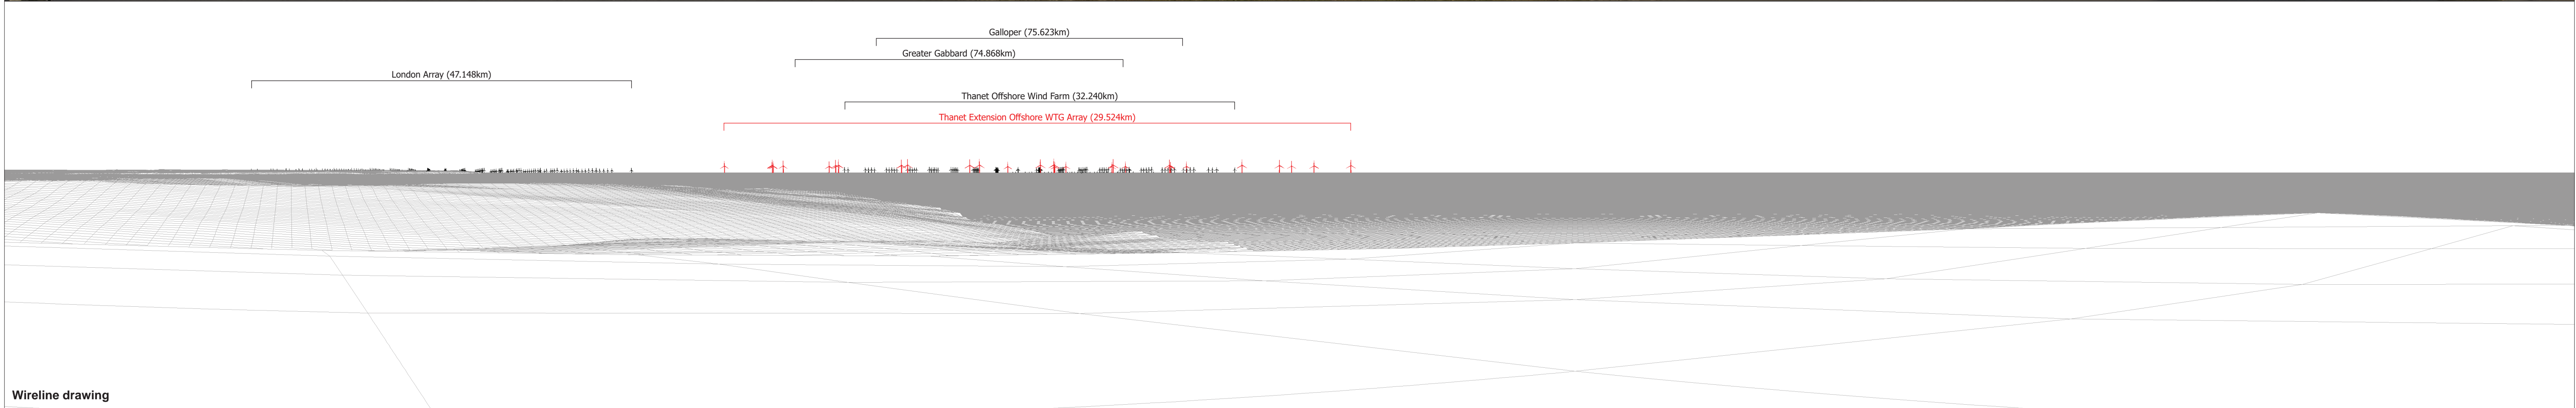 Galloper (75.623km)
Greater Gabbard (74.868km)
London Array (47.148km)
Thanet Offshore Wind Farm (32.240km)
Thanet Extension Offshore WTG Array (29.524km)
Wireline drawing